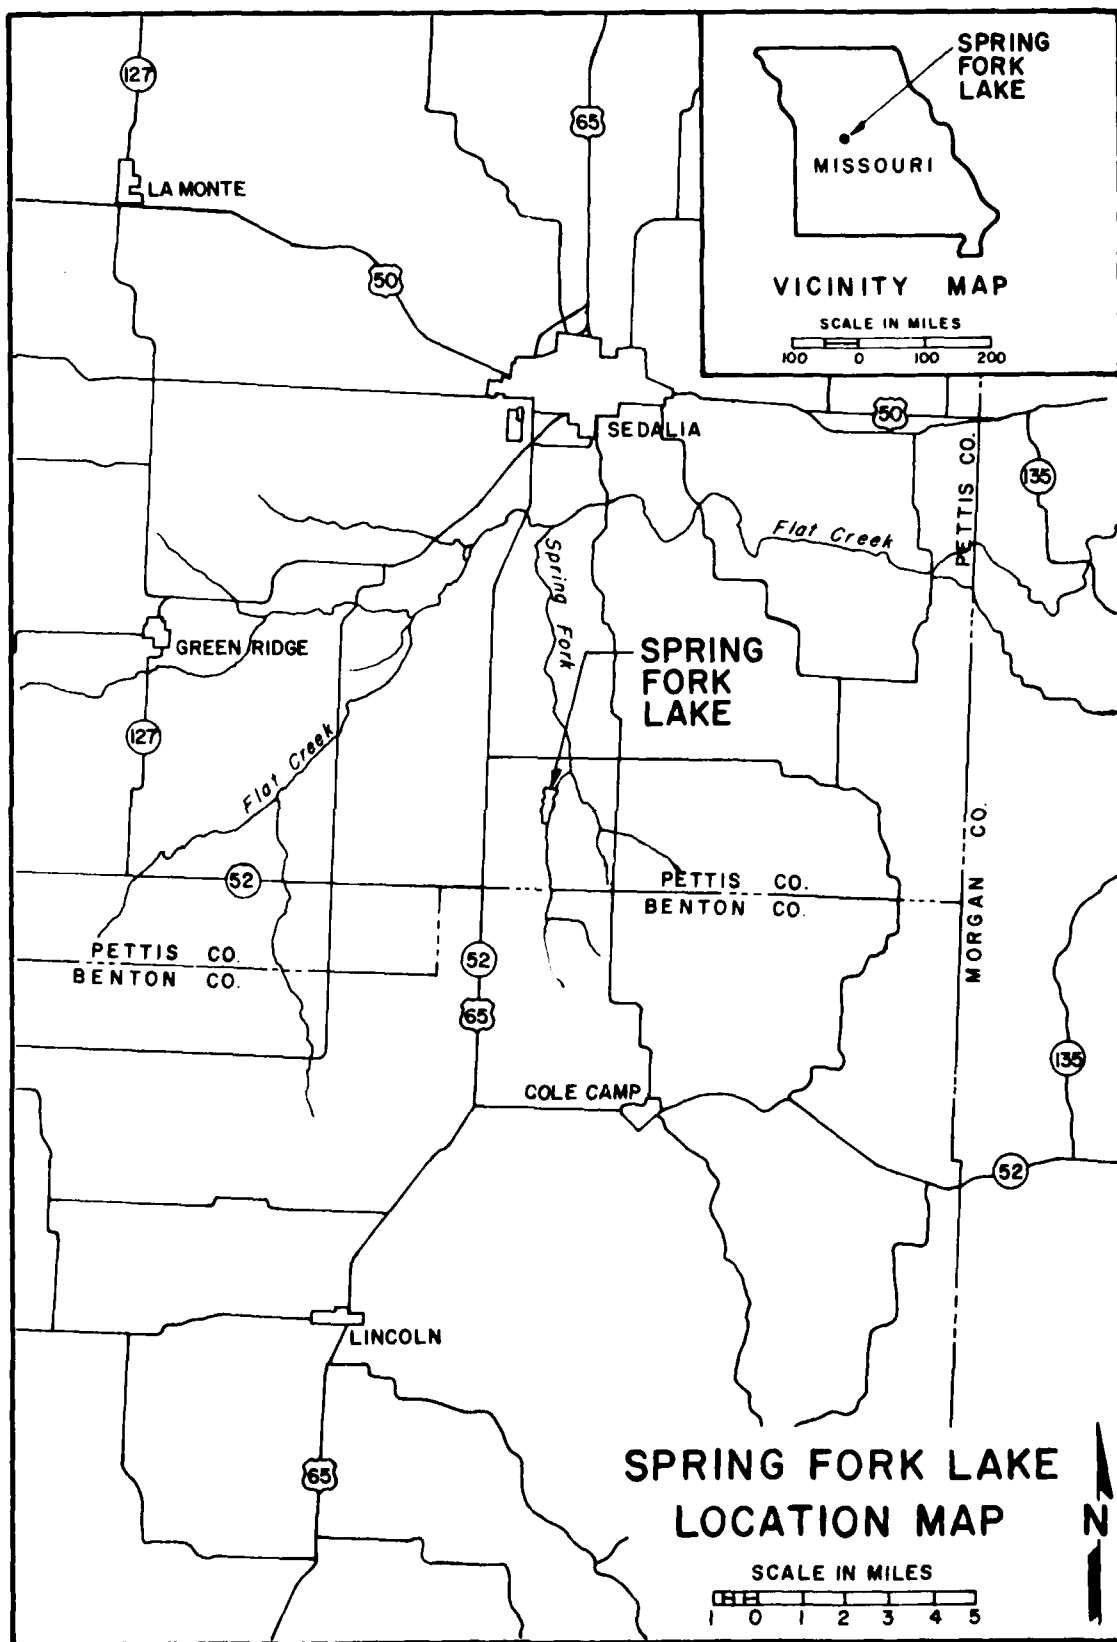 SPRING
FORK
LAKE
MISSOURI
VICINITY MAP
SCALE IN MILES
100 0 100 200
127
65
LA MONTE
50
SEDALIA
50
135
PETTIS CO.
MORGAN CO.
Flat Creek
Spring Fork
GREEN RIDGE
SPRING
FORK
LAKE
127
Flat Creek
52
PETTIS CO.
BENTON CO.
PETTIS CO.
BENTON CO.
52
65
135
COLE CAMP
52
LINCOLN
65
SPRING FORK LAKE
LOCATION MAP
N
SCALE IN MILES
1 0 1 2 3 4 5